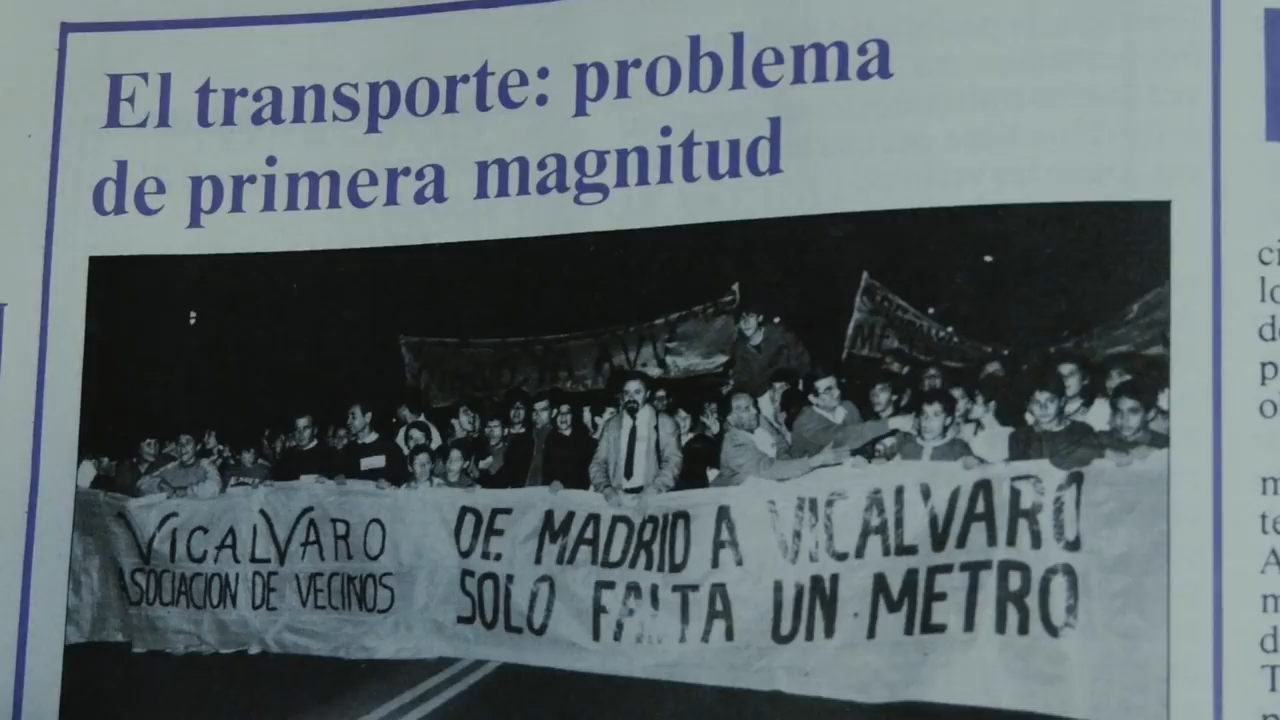 El transporte: problema
de primera magnitud
VICALVARO
ASOCIACION DE VECINOS
DE MADRID A VICALVARO
SOLO FALTA UN METRO